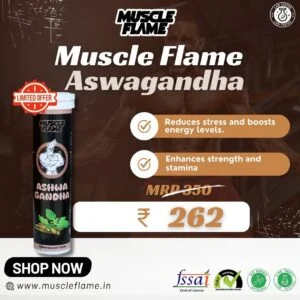 MUSCLE
FLAME
Muscle Flame
Aswagandha
LIMITED OFFER
Reduces stress and boosts
energy levels.
Enhances strength and
stamina
MRP 350
₹ 262
MUSCLE FLAME
ASHWA
GANDHA
SHOP NOW
www.muscleflame.in
fssai